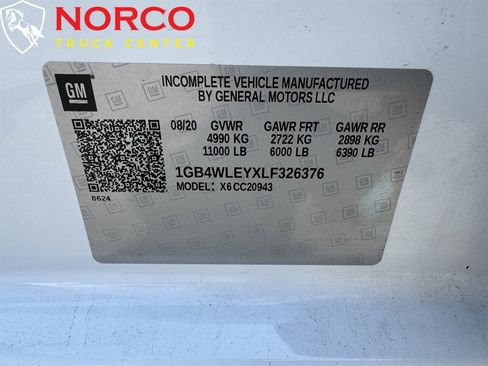 NORCO
TRUCK CENTER
GM
INCOMPLETE VEHICLE MANUFACTURED
BY GENERAL MOTORS LLC
08/20 GVWR GAWR FRT GAWR RR
4990 KG 2722 KG 2898 KG
11000 LB 6000 LB 6390 LB
1GB4WLEYXLF326376
MODEL: X6 CC20943
8624